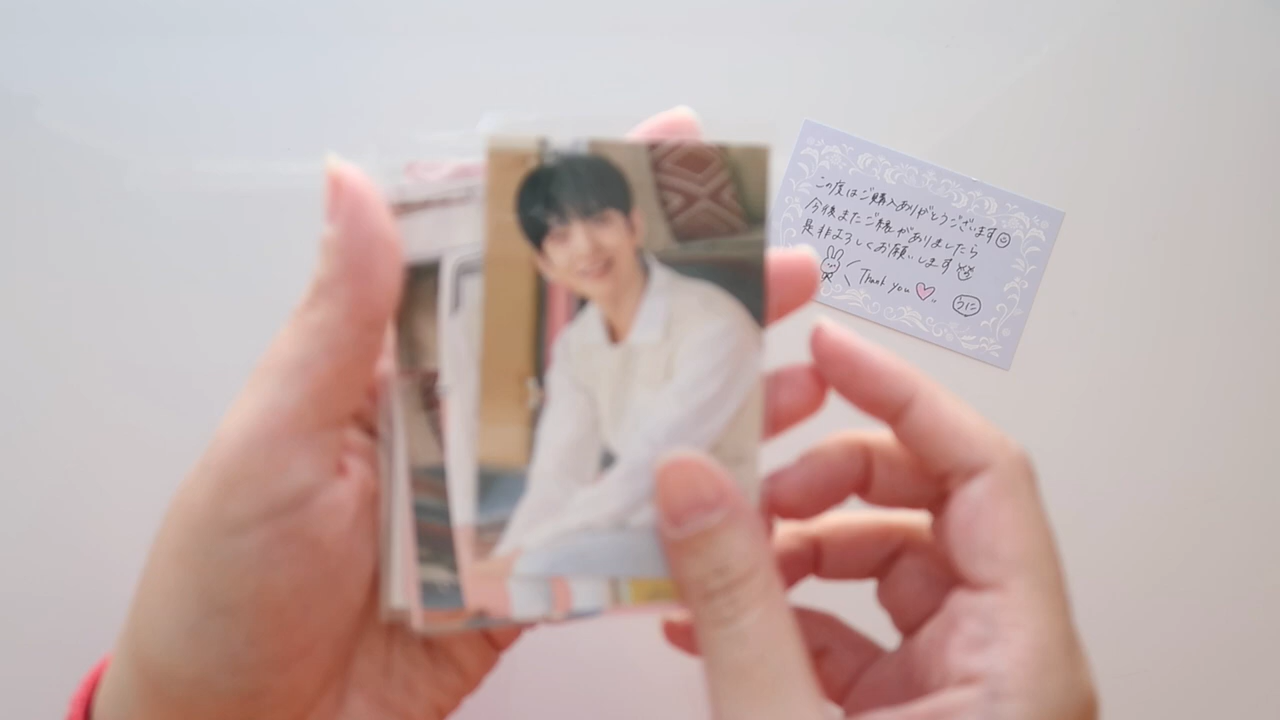 この度はご購入ありがとうございます
今後またご縁がありましたら
是非よろしくお願いします
Thank you
うに